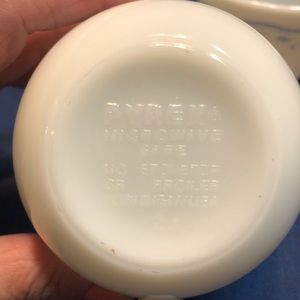 PYREX®
MICROWAVE
SAFE
NO STOVETOP
OR BROILER